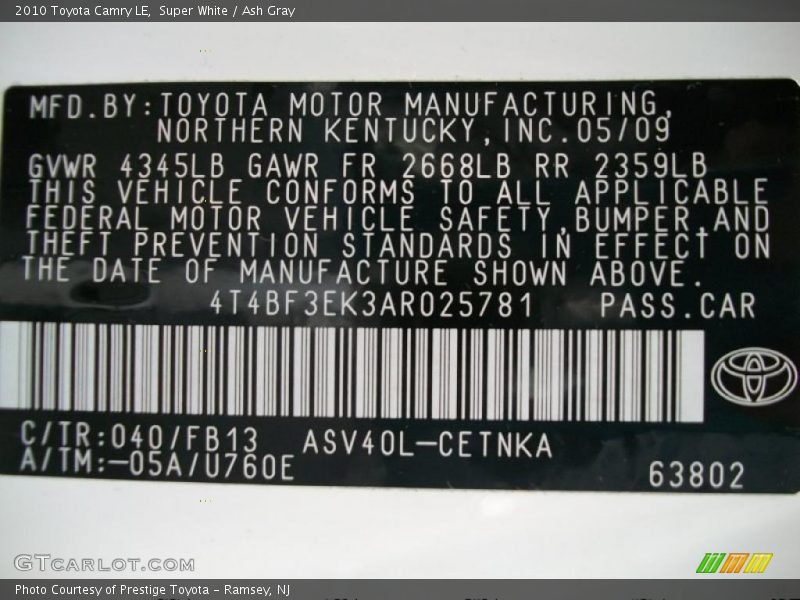 2010 Toyota Camry LE, Super White / Ash Gray
MFD.BY:TOYOTA MOTOR MANUFACTURING,
NORTHERN KENTUCKY,INC.05/09
GVWR 4345LB GAWR FR 2668LB RR 2359LB
THIS VEHICLE CONFORMS TO ALL APPLICABLE
FEDERAL MOTOR VEHICLE SAFETY,BUMPER,AND
THEFT PREVENTION STANDARDS IN EFFECT ON
THE DATE OF MANUFACTURE SHOWN ABOVE.
4T4BF3EK3AR025781 PASS.CAR
C/TR:040/FB13 ASV40L-CETNKA
A/TM:-05A/U760E
63802
GTCARLOT.COM
Photo Courtesy of Prestige Toyota - Ramsey, NJ